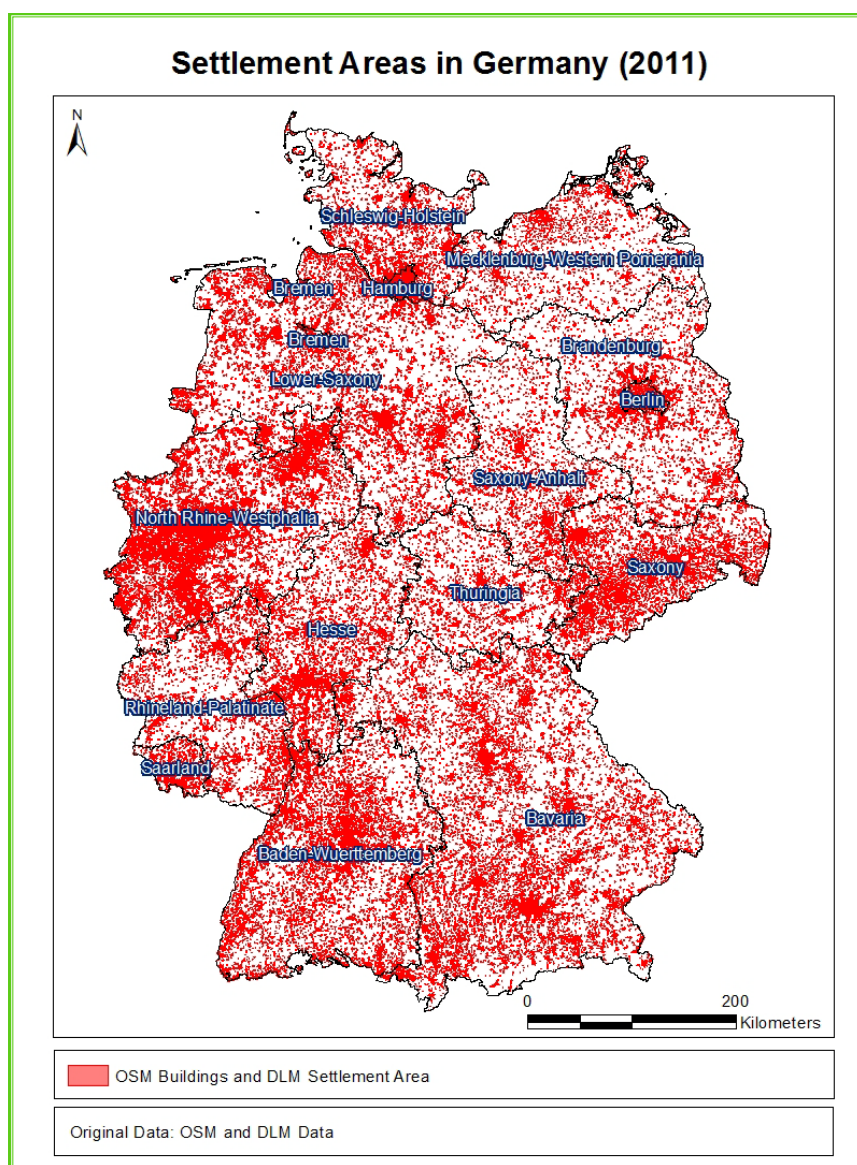 Settlement Areas in Germany (2011)
N
Schleswig-Holstein
Mecklenburg-Western Pomerania
Bremen
Hamburg
Bremen
Brandenburg
Lower-Saxony
Berlin
Saxony-Anhalt
North Rhine-Westphalia
Saxony
Thuringia
Hesse
Rhineland-Palatinate
Saarland
Bavaria
Baden-Wuerttemberg
0 200
Kilometers
OSM Buildings and DLM Settlement Area
Original Data: OSM and DLM Data